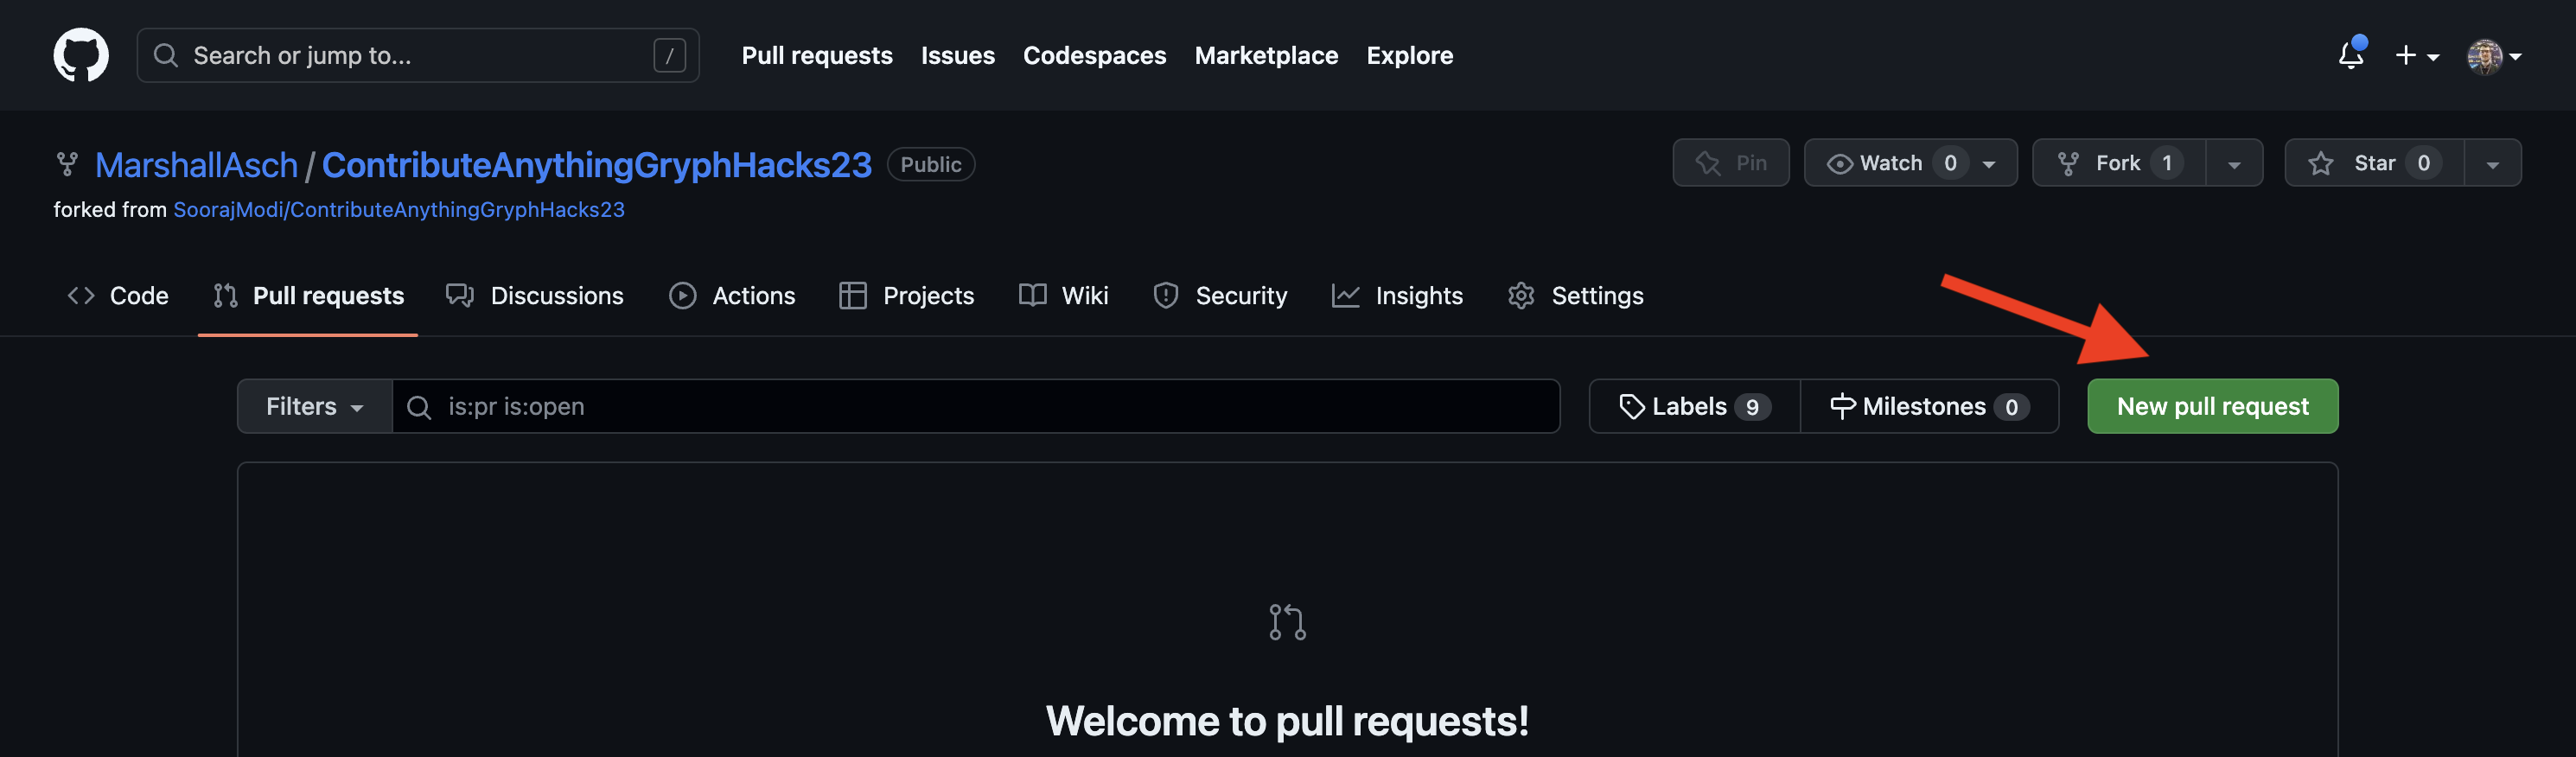 Search or jump to... / Pull requests Issues Codespaces Marketplace Explore
MarshallAsch / ContributeAnythingGryphHacks23 Public Pin Watch 0 Fork 1 Star 0
forked from SoorajModi/ContributeAnythingGryphHacks23
Code Pull requests Discussions Actions Projects Wiki Security Insights Settings
Filters is:pr is:open Labels 9 Milestones 0 New pull request
Welcome to pull requests!